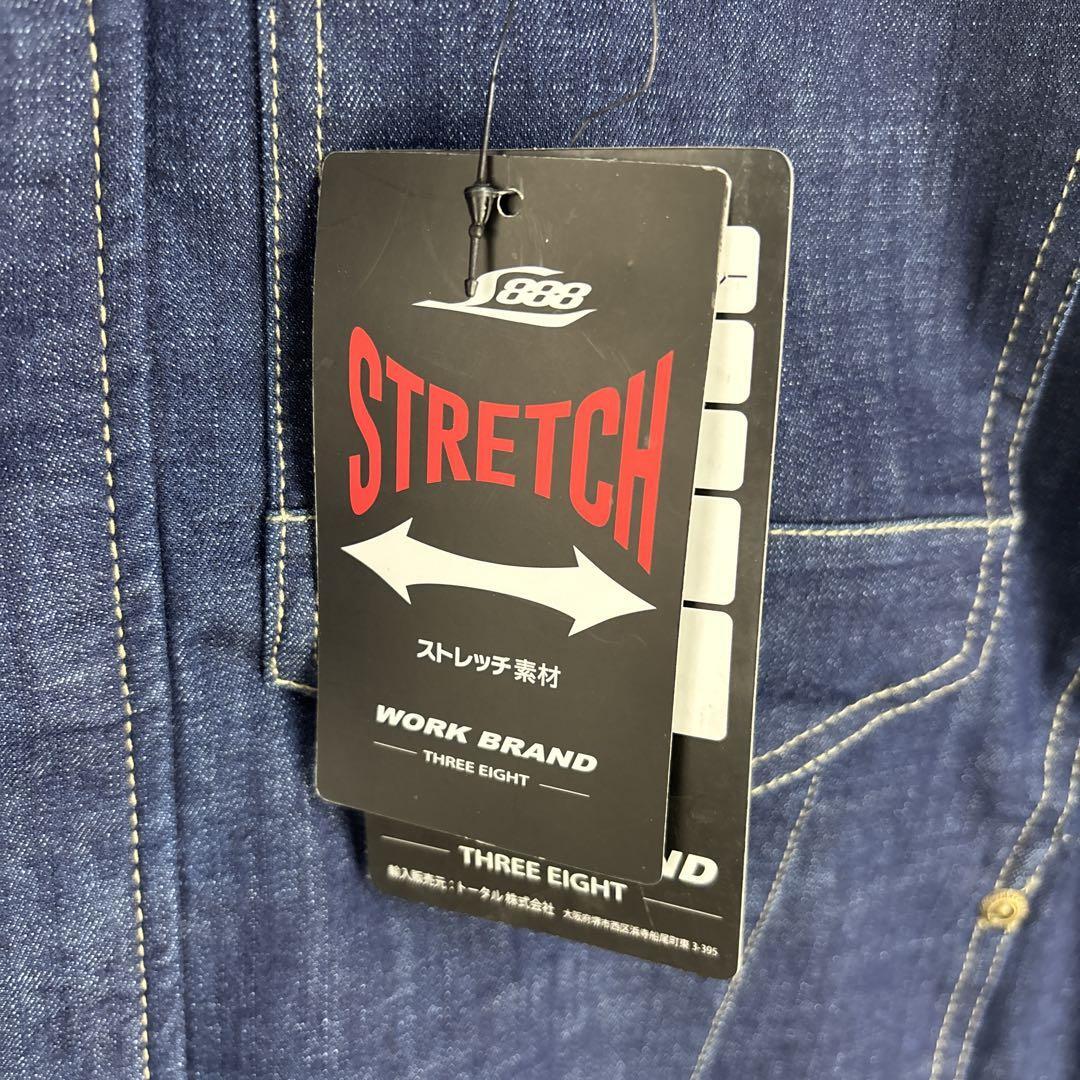 888
STRETCH
ストレッチ素材
WORK BRAND
THREE EIGHT
ND
THREE EIGHT
輸入販売元：トータル株式会社 大阪府堺市西区浜寺船尾町東3-395